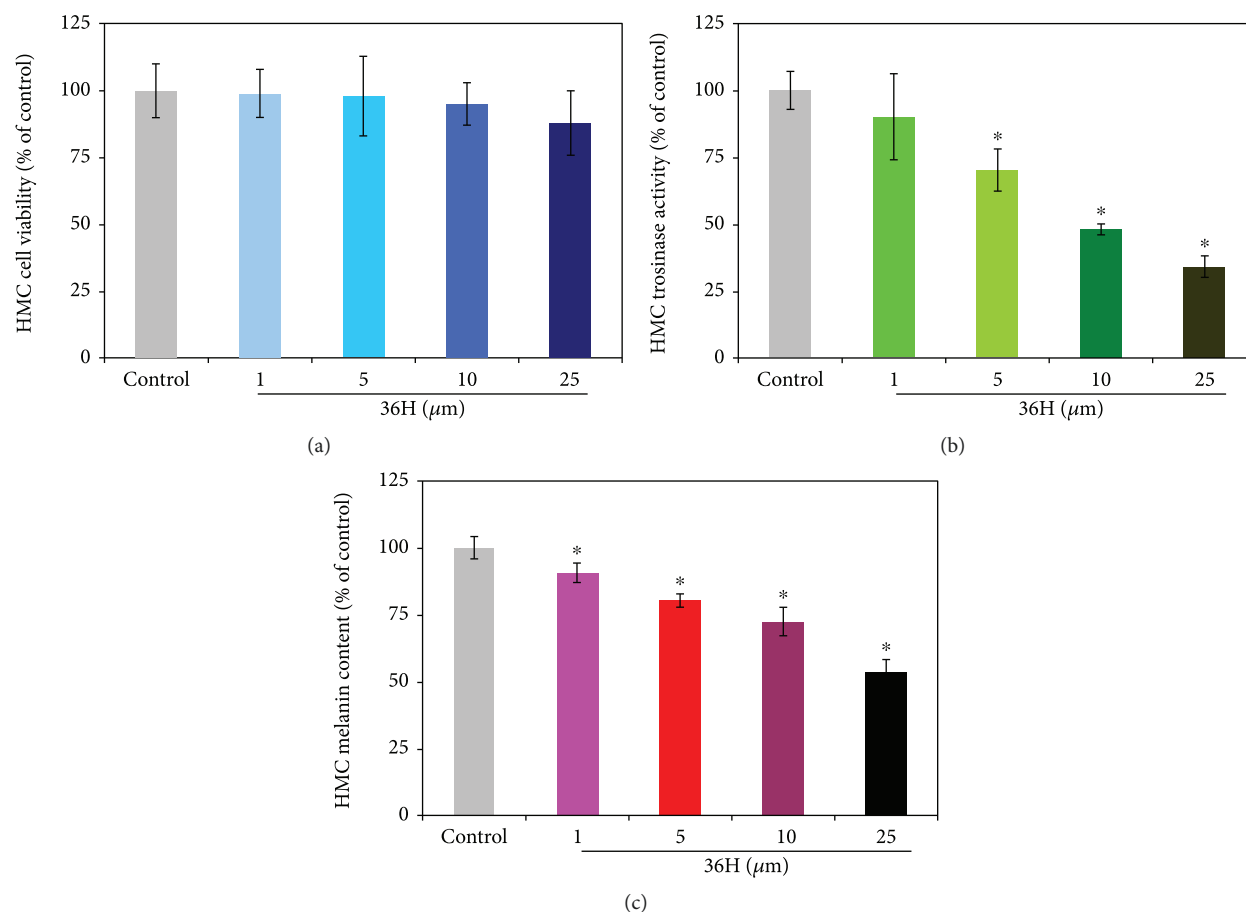 HMC cell viability (% of control)
125
100
75
50
25
0
Control 1 5 10 25
36H (μm)
(a)
HMC trosinase activity (% of control)
125
100
75
50
25
0
* * *
Control 1 5 10 25
36H (μm)
(b)
HMC melanin content (% of control)
125
100
75
50
25
0
* * * *
Control 1 5 10 25
36H (μm)
(c)